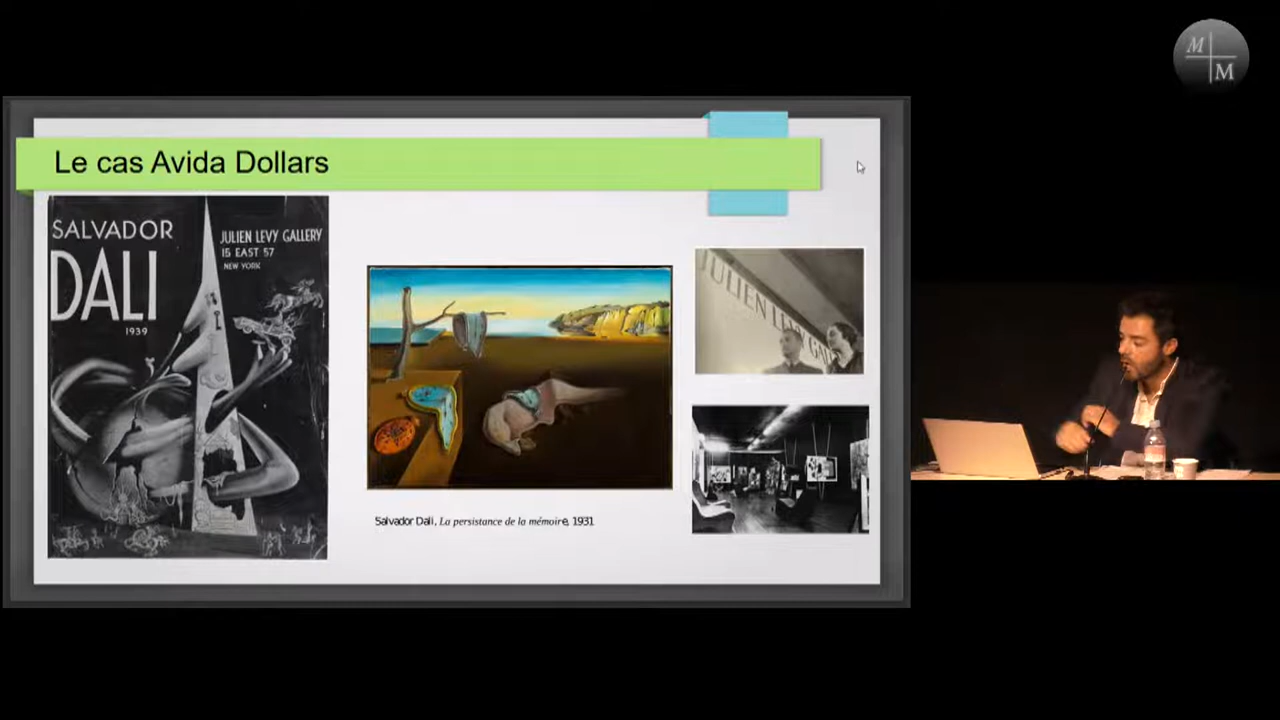 M
M
Le cas Avida Dollars
SALVADOR
DALI
1939
JULIEN LEVY GALLERY
15 EAST 57
NEW YORK
JULIEN LEVY GAL
Salvador Dali, La persistance de la mémoire, 1931